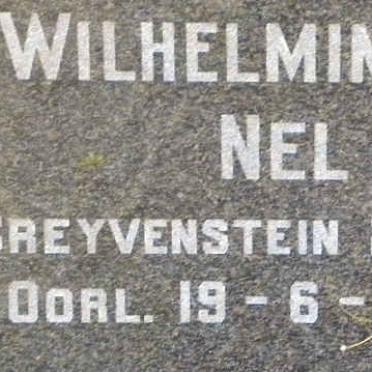 WILHELMIN
NEL
GREYVENSTEIN
OORL. 19-6-